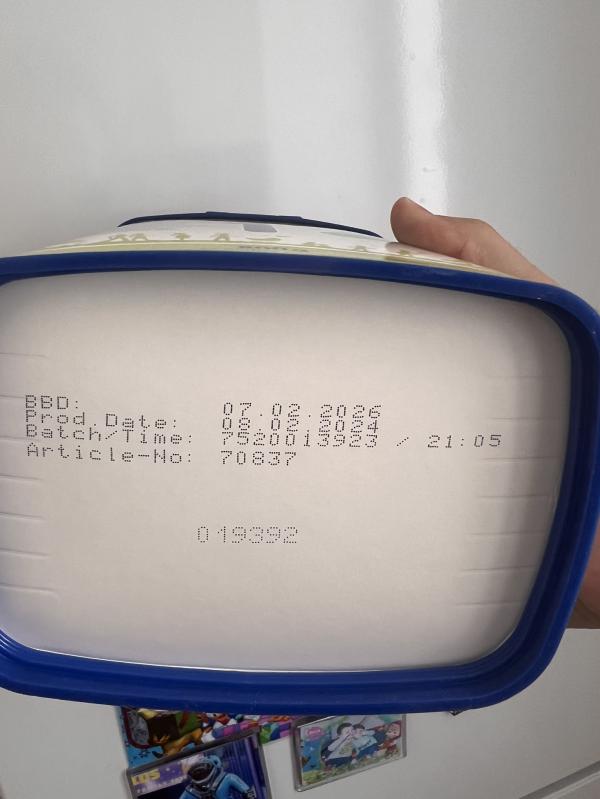 BBD: 07.02.2026
Prod.Date: 08.02.2024
Batch/Time: 7520013923 / 21:05
Article-No: 70837
019392